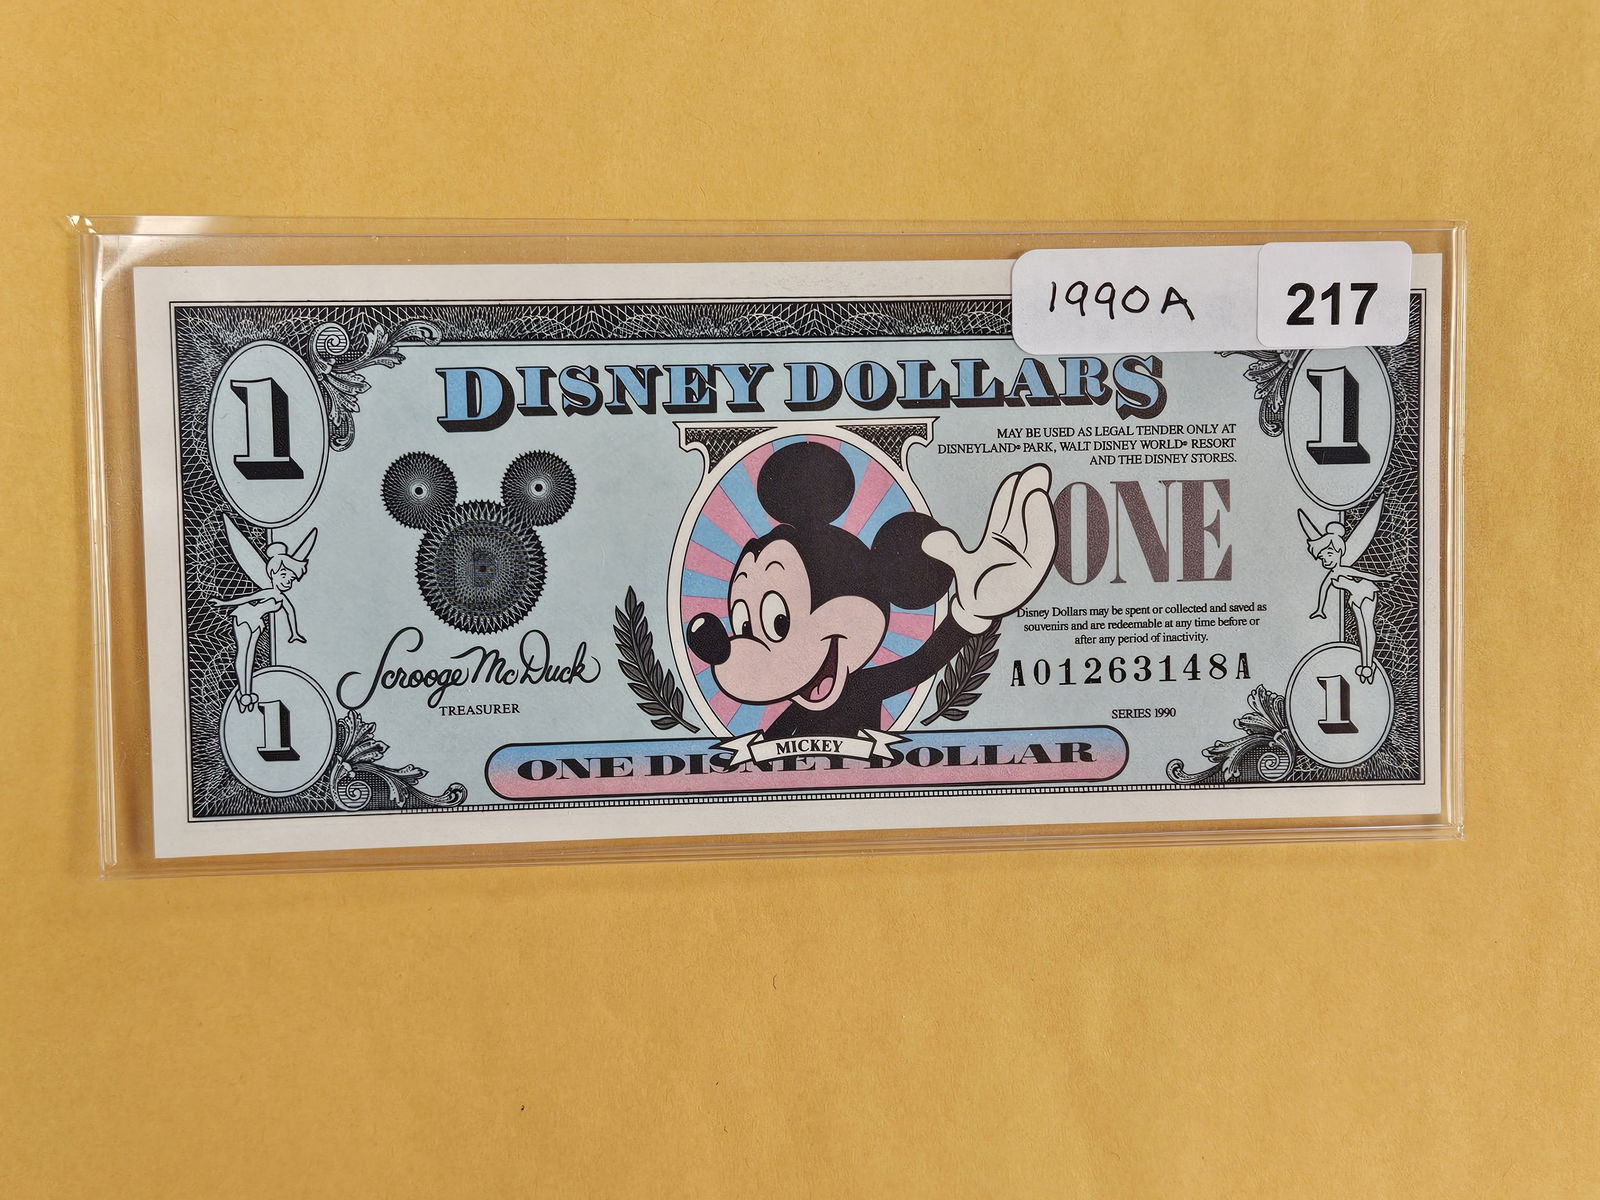 1990A
217
1
DISNEY DOLLARS
1
MAY BE USED AS LEGAL TENDER ONLY AT
DISNEYLAND® PARK, WALT DISNEY WORLD® RESORT
AND THE DISNEY STORES.
ONE
Disney Dollars may be spent or collected and saved as
souvenirs and are redeemable at any time before or
after any period of inactivity.
Scrooge McDuck
TREASURER
A01263148A
SERIES 1990
1
MICKEY
ONE DISNEY DOLLAR
1